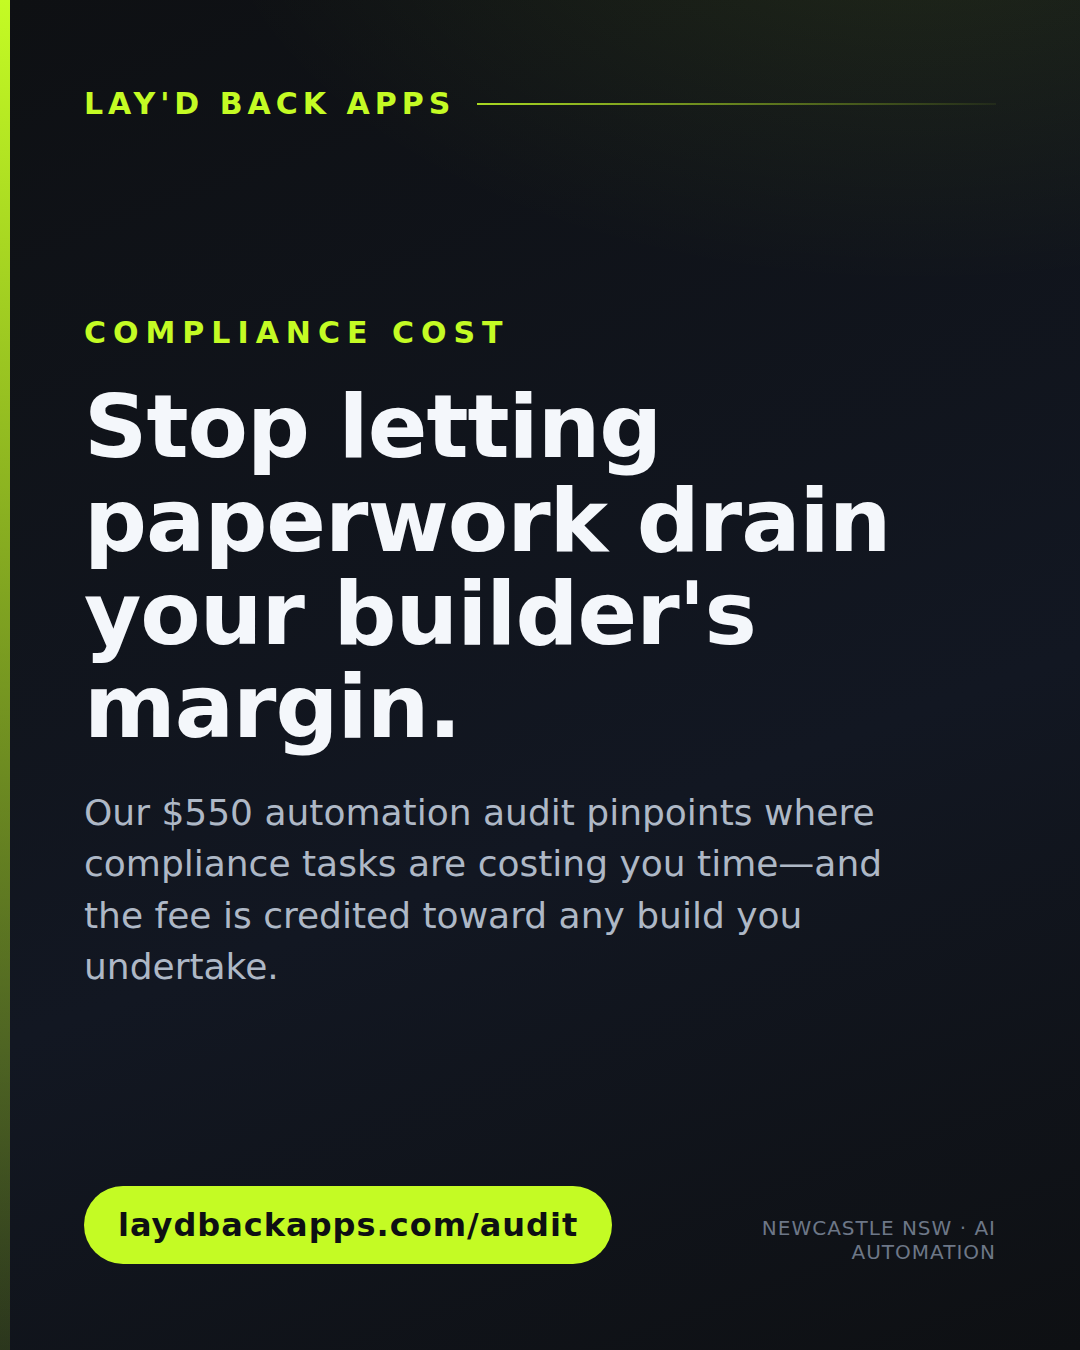 LAY'D BACK APPS
COMPLIANCE COST
Stop letting
paperwork drain
your builder's
margin.
Our $550 automation audit pinpoints where
compliance tasks are costing you time—and
the fee is credited toward any build you
undertake.
laydbackapps.com/audit
NEWCASTLE NSW · AI
AUTOMATION